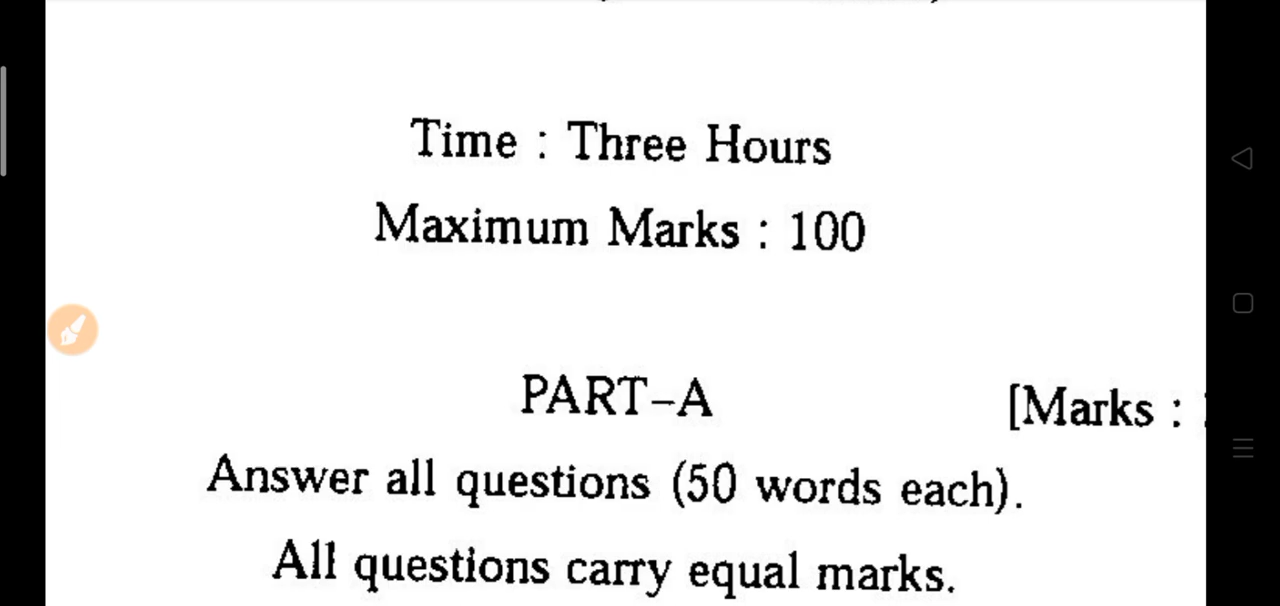 Time : Three Hours
Maximum Marks : 100
PART–A
[Marks :
Answer all questions (50 words each).
All questions carry equal marks.